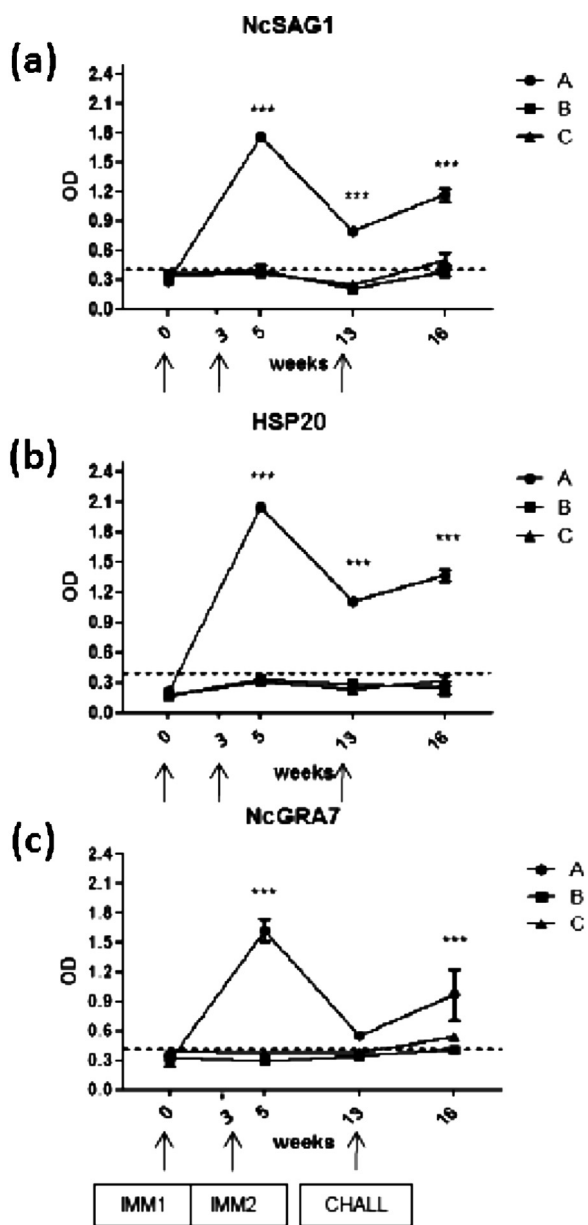 NcSAG1
(a)
2.4
2.1
1.8
1.5
1.2
0.9
0.6
0.3
0.0
OD
***
***
***
A
B
C
0
3
5
13
16
weeks
HSP20
(b)
2.4
2.1
1.8
1.5
1.2
0.9
0.6
0.3
0.0
OD
***
***
***
A
B
C
0
3
5
13
16
weeks
NcGRA7
(c)
2.4
2.1
1.8
1.5
1.2
0.9
0.6
0.3
0.0
OD
***
***
A
B
C
0
3
5
13
16
weeks
IMM1
IMM2
CHALL